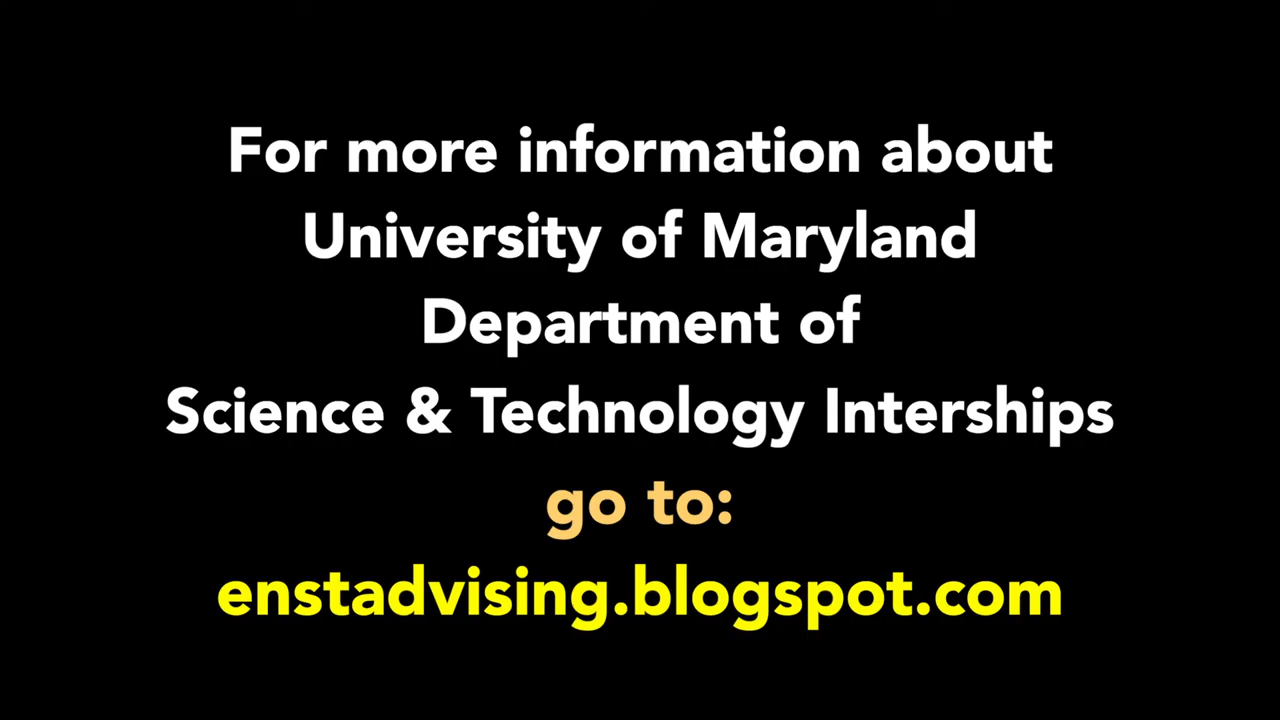 For more information about
University of Maryland
Department of
Science & Technology Interships
go to:
enstadvising.blogspot.com